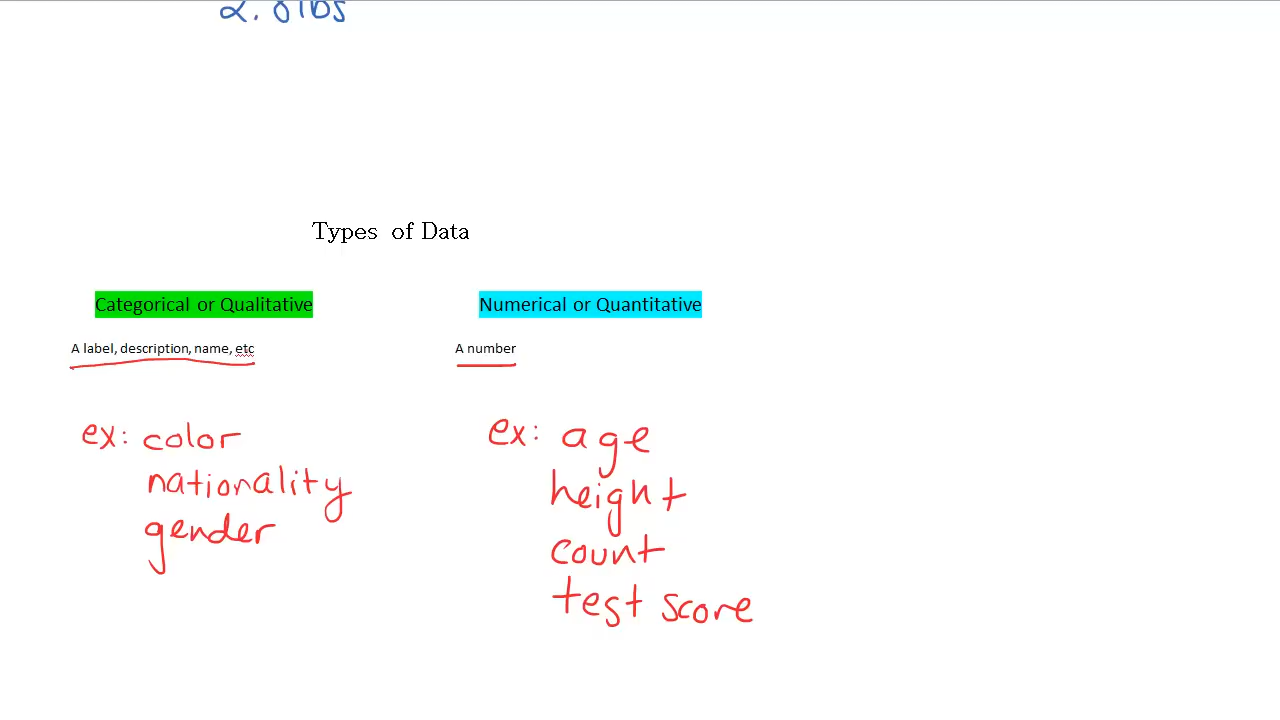 Types of Data
Categorical or Qualitative
A label, description, name, etc
ex: color
nationality
gender
Numerical or Quantitative
A number
ex: age
height
count
test score